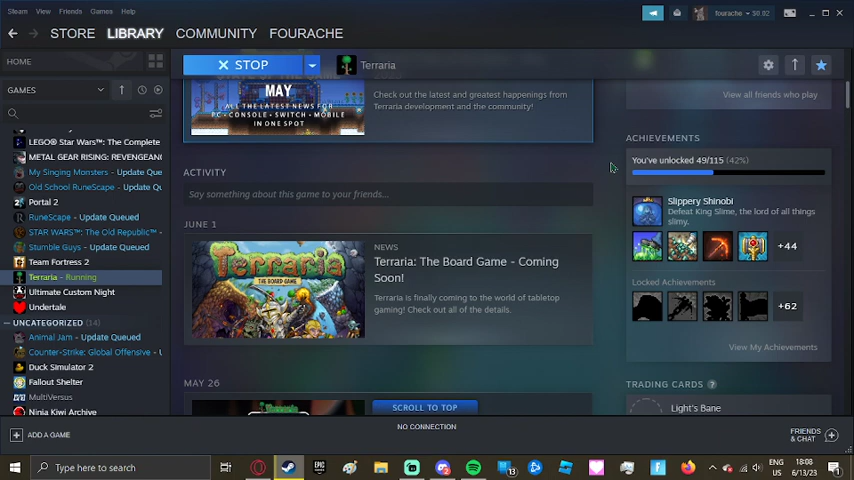 Steam View Friends Games Help
fourache $0.92
STORE LIBRARY COMMUNITY FOURACHE
HOME
STOP
Terraria
GAMES
MAY
ALL THE LATEST NEWS FOR
PC • CONSOLE • SWITCH • MOBILE
IN ONE SPOT
Check out the latest and greatest happenings from
Terraria development and the community!
View all friends who play
ACHIEVEMENTS
You've unlocked 49/115 (42%)
Slippery Shinobi
Defeat King Slime, the lord of all things
slimy.
+44
Locked Achievements
+62
View My Achievements
TRADING CARDS ?
Light's Bane
ACTIVITY
Say something about this game to your friends...
JUNE 1
TERRARIA
THE BOARD GAME
NEWS
Terraria: The Board Game - Coming
Soon!
Terraria is finally coming to the world of tabletop
gaming! Check out all of the details.
MAY 26
SCROLL TO TOP
LEGO® Star Wars™: The Complete
METAL GEAR RISING: REVENGEANC
My Singing Monsters - Update Que
Old School RuneScape - Update Qu
Portal 2
RuneScape - Update Queued
STAR WARS™: The Old Republic™ -
Stumble Guys - Update Queued
Team Fortress 2
Terraria - Running
Ultimate Custom Night
Undertale
UNCATEGORIZED (14)
Animal Jam - Update Queued
Counter-Strike: Global Offensive - U
Duck Simulator 2
Fallout Shelter
MultiVersus
Ninja Kiwi Archive
ADD A GAME
NO CONNECTION
FRIENDS
& CHAT
Type here to search
EPIC
13
ENG
US
18:08
6/13/23
1